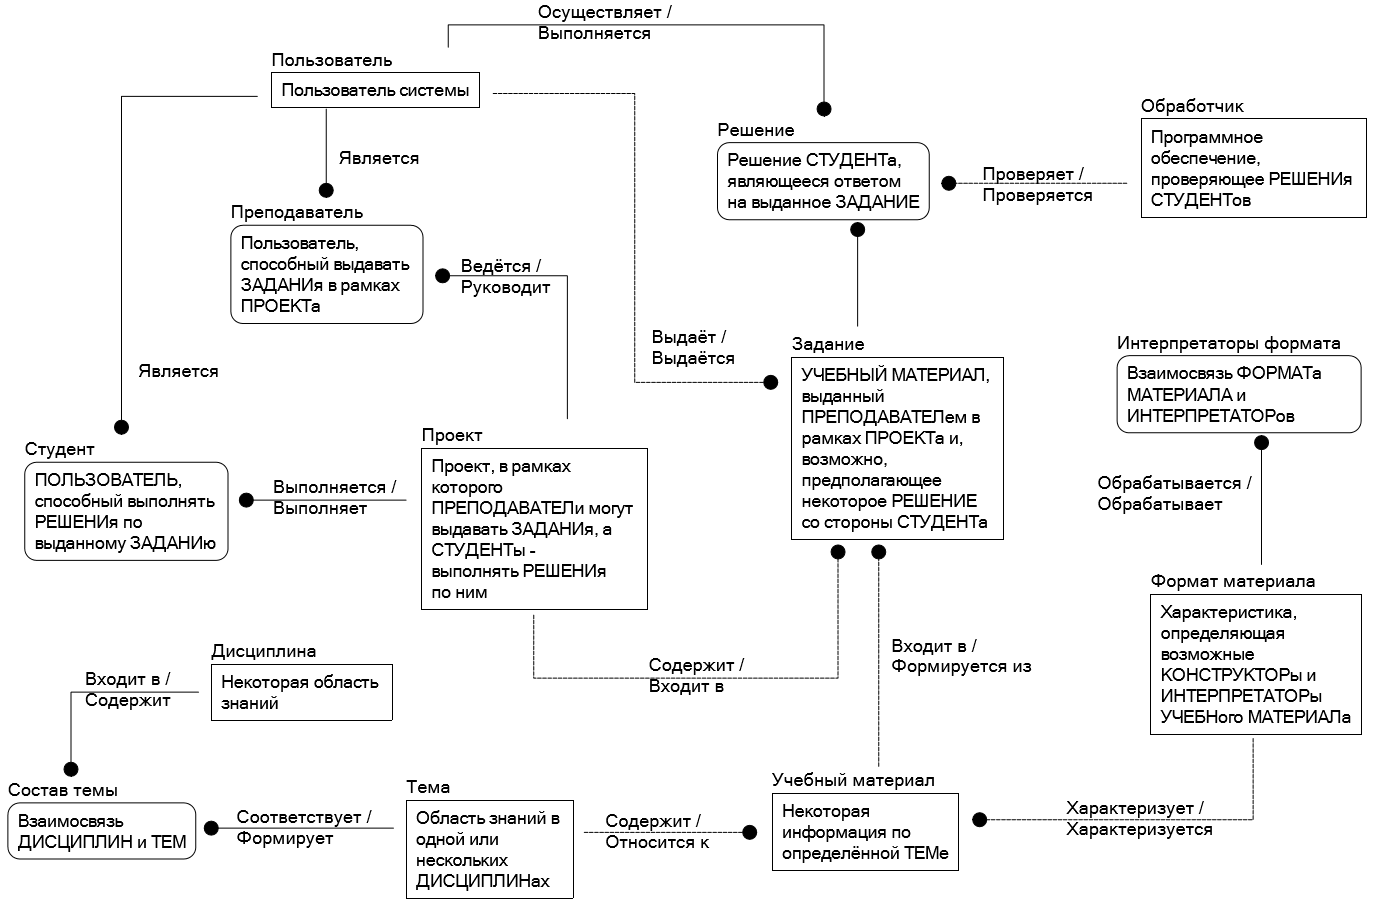 Осуществляет /
Выполняется
Пользователь
Пользователь системы
Является
Решение
Решение СТУДЕНТа,
являющееся ответом
на выданное ЗАДАНИЕ
Обработчик
Программное
обеспечение,
проверяющее РЕШЕНИя
СТУДЕНТов
Проверяет /
Проверяется
Преподаватель
Пользователь,
способный выдавать
ЗАДАНИя в рамках
ПРОЕКТа
Ведётся /
Руководит
Выдаёт /
Выдаётся
Задание
УЧЕБНЫЙ МАТЕРИАЛ,
выданный
ПРЕПОДАВАТЕЛем в
рамках ПРОЕКТа и,
возможно,
предполагающее
некоторое РЕШЕНИЕ
со стороны СТУДЕНТа
Интерпретаторы формата
Взаимосвязь ФОРМАТа
МАТЕРИАЛА и
ИНТЕРПРЕТАТОРов
Является
Студент
ПОЛЬЗОВАТЕЛЬ,
способный выполнять
РЕШЕНИя по
выданному ЗАДАНИю
Выполняется /
Выполняет
Проект
Проект, в рамках
которого
ПРЕПОДАВАТЕЛи могут
выдавать ЗАДАНИя, а
СТУДЕНТы -
выполнять РЕШЕНИя
по ним
Обрабатывается /
Обрабатывает
Формат материала
Характеристика,
определяющая
возможные
КОНСТРУКТОРы и
ИНТЕРПРЕТАТОРы
УЧЕБНого МАТЕРИАЛа
Содержит /
Входит в
Входит в /
Формируется из
Дисциплина
Некоторая область
знаний
Входит в /
Содержит
Состав темы
Взаимосвязь
ДИСЦИПЛИН и ТЕМ
Соответствует /
Формирует
Тема
Область знаний в
одной или
нескольких
ДИСЦИПЛИНах
Содержит /
Относится к
Учебный материал
Некоторая
информация по
определённой ТЕМе
Характеризует /
Характеризуется